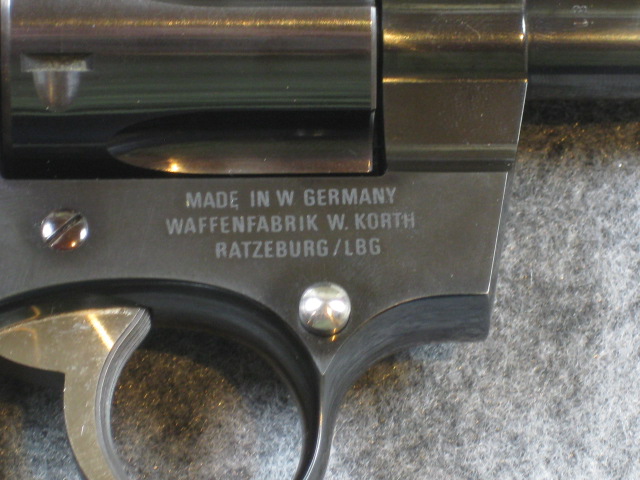 MADE IN W GERMANY
WAFFENFABRIK W. KORTH
RATZEBURG/LBG